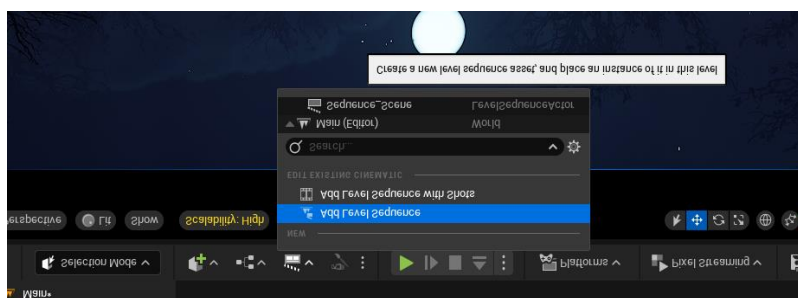 Main*
Selection Mode Platforms Pixel Streaming
erspective Lit Show Scalability: High
NEW
Add Level Sequence
Add Level Sequence with Shots
EDIT EXISTING CINEMATIC
Search...
Main (Editor) World
Sequence_Scene LevelSequenceActor
Create a new level sequence asset, and place an instance of it in this level